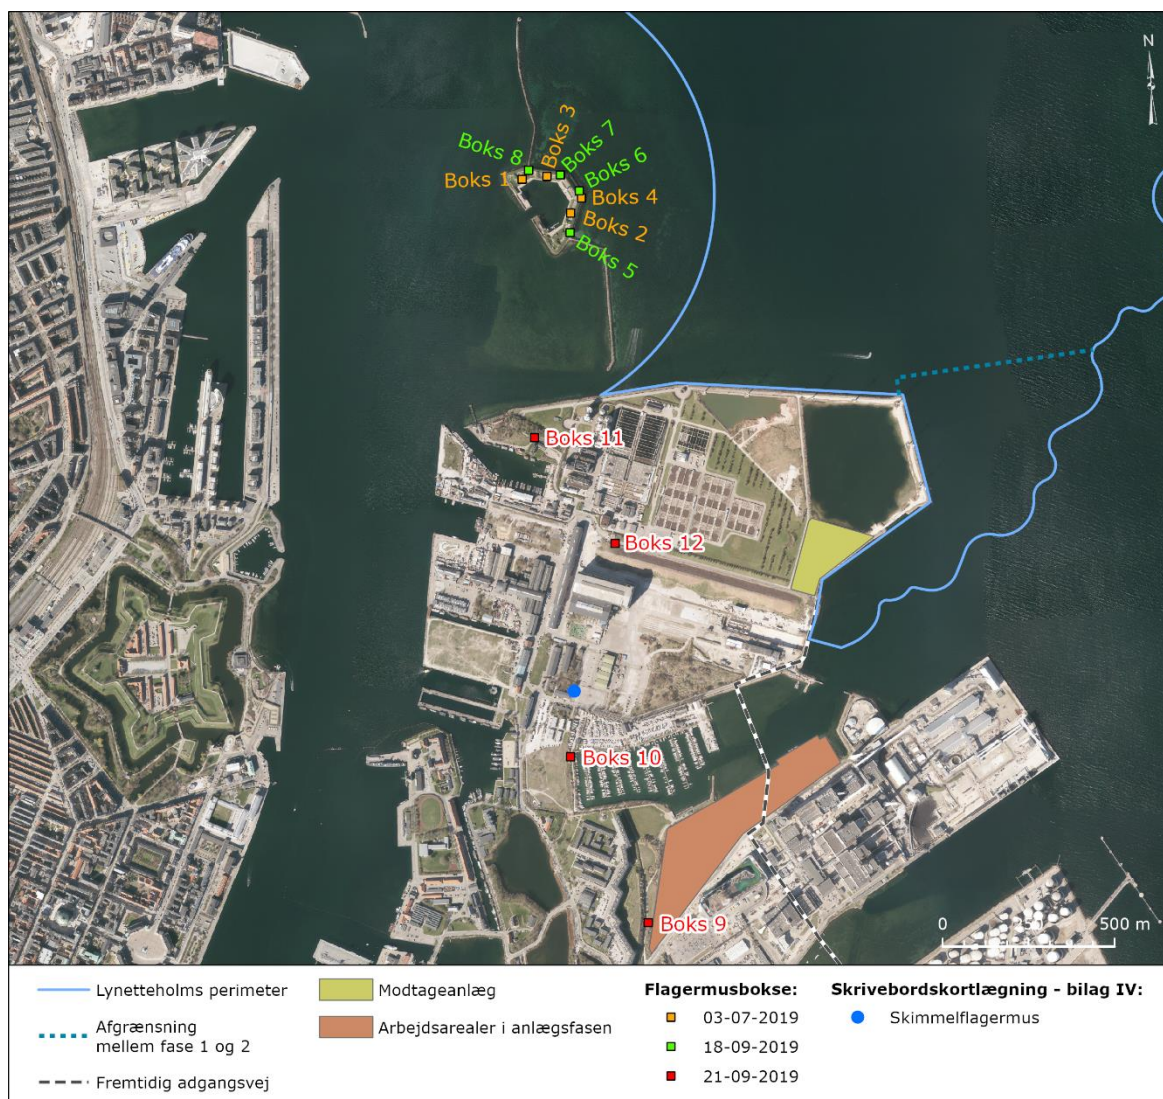 N
Boks 3
Boks 7
Boks 8
Boks 6
Boks 1
Boks 4
Boks 2
Boks 5
Boks 11
Boks 12
Boks 10
Boks 9
0 250 500 m
Lynetteholms perimeter
Afgrænsning
mellem fase 1 og 2
Fremtidig adgangsvej
Modtageanlæg
Arbejdsarealer i anlægsfasen
Flagermusbokse:
03-07-2019
18-09-2019
21-09-2019
Skrivebordskortlægning - bilag IV:
Skimmelflagermus